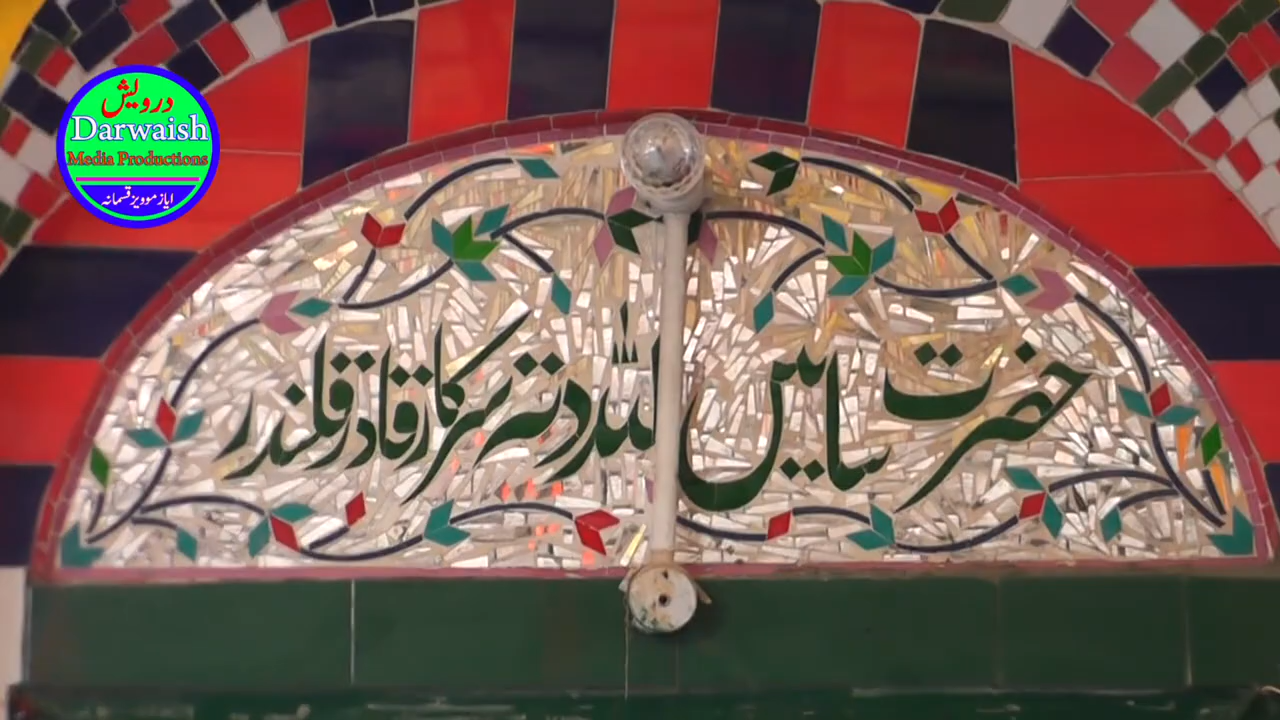 درویش
Darwaish
Media Productions
ایاز موویز قسمانہ
حضرت سائیں اللہ دتہ سرکار قادر قلندر